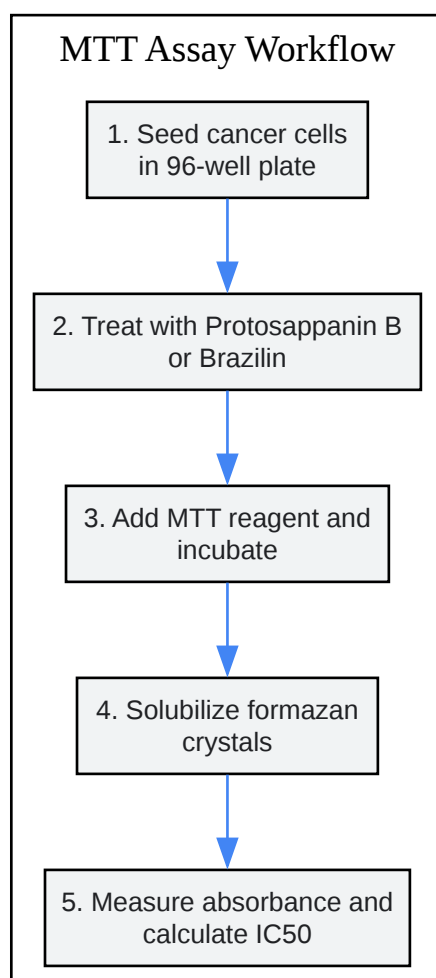 MTT Assay Workflow
1. Seed cancer cells
in 96-well plate
2. Treat with Protosappanin B
or Brazilin
3. Add MTT reagent and
incubate
4. Solubilize formazan
crystals
5. Measure absorbance and
calculate IC50